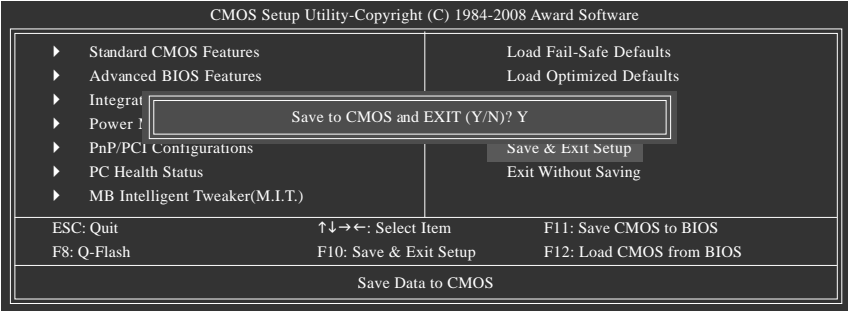 CMOS Setup Utility-Copyright (C) 1984-2008 Award Software
Standard CMOS Features
Advanced BIOS Features
Power
PnP/PCI Configurations
PC Health Status
MB Intelligent Tweaker(M.I.T.)
Load Fail-Safe Defaults
Load Optimized Defaults
Save & Exit Setup
Exit Without Saving
Save to CMOS and EXIT (Y/N)? Y
ESC: Quit ↑↓→←: Select Item F11: Save CMOS to BIOS
F8: Q-Flash F10: Save & Exit Setup F12: Load CMOS from BIOS
Save Data to CMOS